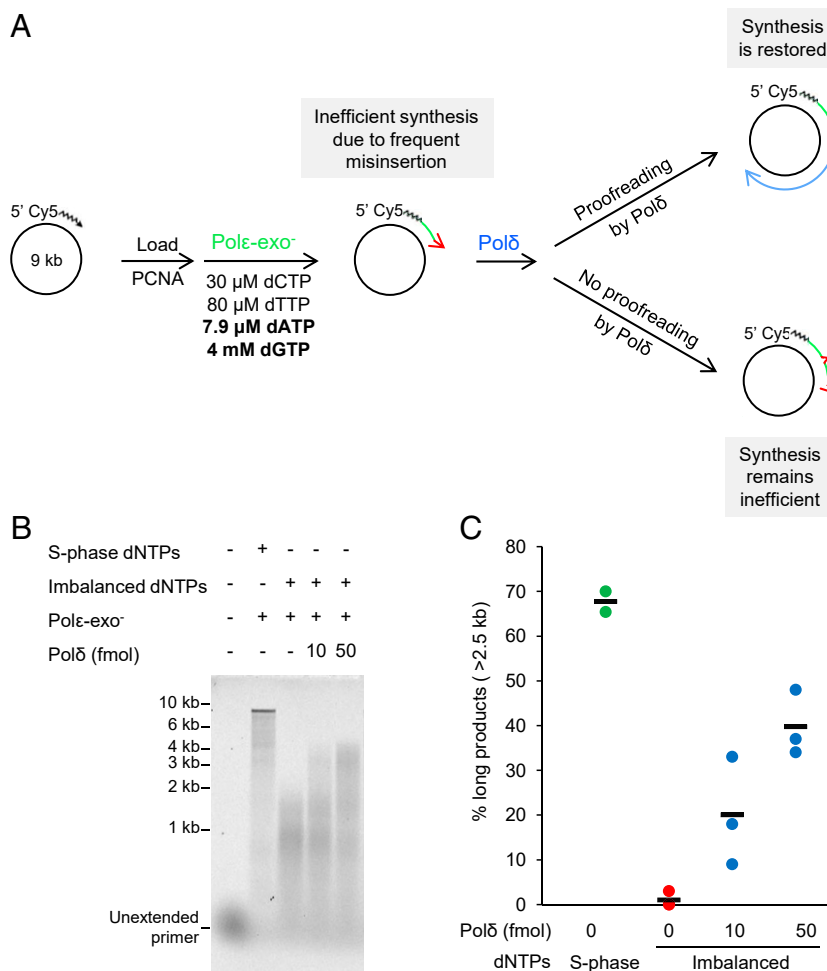 A
5' Cy5
9 kb
Load
PCNA
Polε-exo⁻
30 µM dCTP
80 µM dTTP
7.9 µM dATP
4 mM dGTP
Inefficient synthesis
due to frequent
misinsertion
5' Cy5
Polδ
Proofreading
by Polδ
No proofreading
by Polδ
Synthesis
is restored
5' Cy5
5' Cy5
Synthesis
remains
inefficient
B
S-phase dNTPs - + - - -
Imbalanced dNTPs - - + + +
Polε-exo⁻ - + + + +
Polδ (fmol) - - - 10 50
10 kb
6 kb
4 kb
3 kb
2 kb
1 kb
Unextended
primer
C
% long products ( >2.5 kb)
80
70
60
50
40
30
20
10
0
Polδ (fmol) 0 0 10 50
dNTPs S-phase Imbalanced